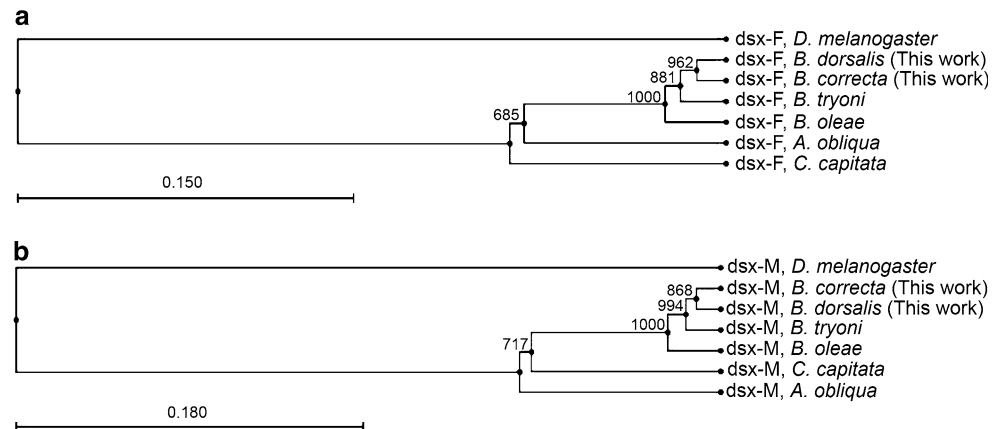 a
dsx-F, D. melanogaster
962 dsx-F, B. dorsalis (This work)
881 dsx-F, B. correcta (This work)
1000 dsx-F, B. tryoni
685 dsx-F, B. oleae
dsx-F, A. obliqua
dsx-F, C. capitata
0.150
b
dsx-M, D. melanogaster
868 dsx-M, B. correcta (This work)
994 dsx-M, B. dorsalis (This work)
1000 dsx-M, B. tryoni
717 dsx-M, B. oleae
dsx-M, C. capitata
dsx-M, A. obliqua
0.180